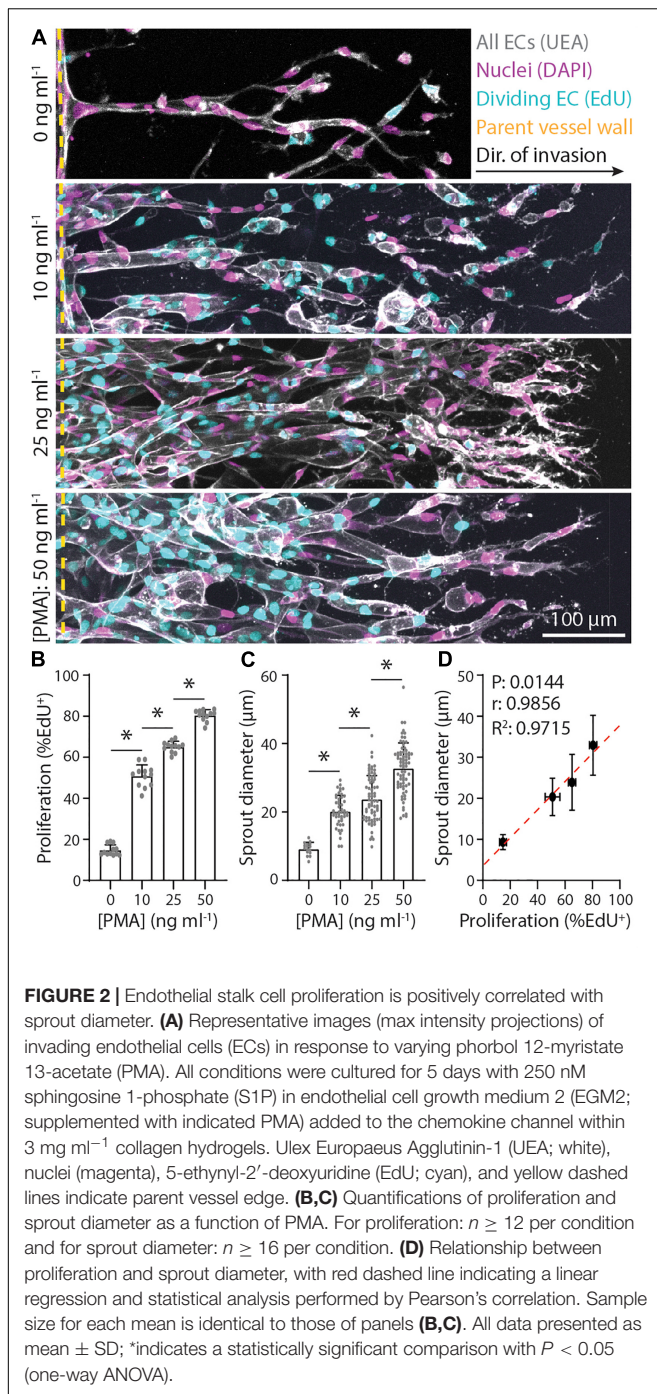 A
All ECs (UEA)
Nuclei (DAPI)
Dividing EC (EdU)
Parent vessel wall
Dir. of invasion
0 ng ml⁻¹
10 ng ml⁻¹
25 ng ml⁻¹
[PMA]: 50 ng ml⁻¹
100 µm
B
Proliferation (%EdU⁺)
100
80
60
40
20
0
* * *
0 10 25 50
[PMA] (ng ml⁻¹)
C
Sprout diameter (µm)
60
40
20
0
* * *
0 10 25 50
[PMA] (ng ml⁻¹)
D
P: 0.0144
r: 0.9856
R²: 0.9715
Sprout diameter (µm)
50
40
30
20
10
0
0 20 40 60 80 100
Proliferation (%EdU⁺)
FIGURE 2 | Endothelial stalk cell proliferation is positively correlated with
sprout diameter. (A) Representative images (max intensity projections) of
invading endothelial cells (ECs) in response to varying phorbol 12-myristate
13-acetate (PMA). All conditions were cultured for 5 days with 250 nM
sphingosine 1-phosphate (S1P) in endothelial cell growth medium 2 (EGM2;
supplemented with indicated PMA) added to the chemokine channel within
3 mg ml⁻¹ collagen hydrogels. Ulex Europaeus Agglutinin-1 (UEA; white),
nuclei (magenta), 5-ethynyl-2′-deoxyuridine (EdU; cyan), and yellow dashed
lines indicate parent vessel edge. (B,C) Quantifications of proliferation and
sprout diameter as a function of PMA. For proliferation: n ≥ 12 per condition
and for sprout diameter: n ≥ 16 per condition. (D) Relationship between
proliferation and sprout diameter, with red dashed line indicating a linear
regression and statistical analysis performed by Pearson's correlation. Sample
size for each mean is identical to those of panels (B,C). All data presented as
mean ± SD; *indicates a statistically significant comparison with P < 0.05
(one-way ANOVA).